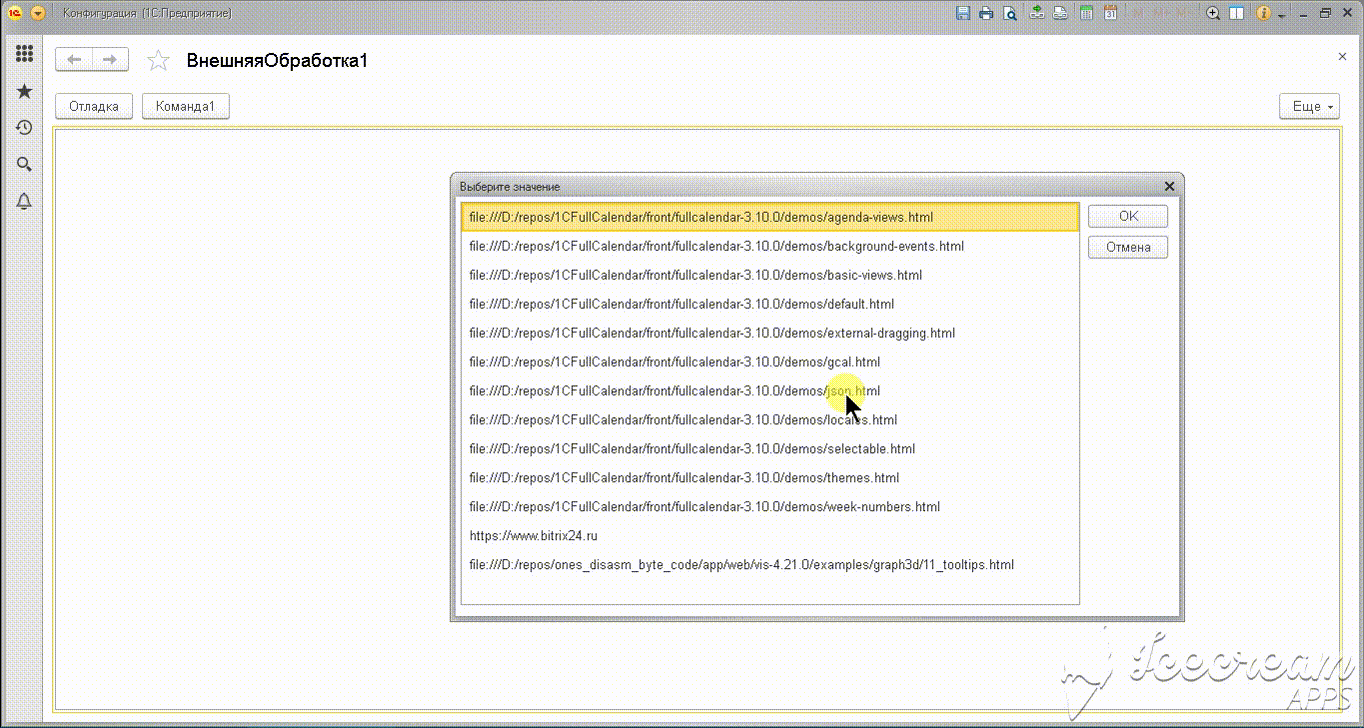 Конфигурация (1С:Предприятие)
M M+ M-
31
ВнешняяОбработка1
Отладка Команда1 Еще
Выберите значение
file:///D:/repos/1CFullCalendar/front/fullcalendar-3.10.0/demos/agenda-views.html
OK
file:///D:/repos/1CFullCalendar/front/fullcalendar-3.10.0/demos/background-events.html
Отмена
file:///D:/repos/1CFullCalendar/front/fullcalendar-3.10.0/demos/basic-views.html
file:///D:/repos/1CFullCalendar/front/fullcalendar-3.10.0/demos/default.html
file:///D:/repos/1CFullCalendar/front/fullcalendar-3.10.0/demos/external-dragging.html
file:///D:/repos/1CFullCalendar/front/fullcalendar-3.10.0/demos/gcal.html
file:///D:/repos/1CFullCalendar/front/fullcalendar-3.10.0/demos/json.html
file:///D:/repos/1CFullCalendar/front/fullcalendar-3.10.0/demos/locales.html
file:///D:/repos/1CFullCalendar/front/fullcalendar-3.10.0/demos/selectable.html
file:///D:/repos/1CFullCalendar/front/fullcalendar-3.10.0/demos/themes.html
file:///D:/repos/1CFullCalendar/front/fullcalendar-3.10.0/demos/week-numbers.html
https://www.bitrix24.ru
file:///D:/repos/ones_disasm_byte_code/app/web/vis-4.21.0/examples/graph3d/11_tooltips.html
Icecream
APPS